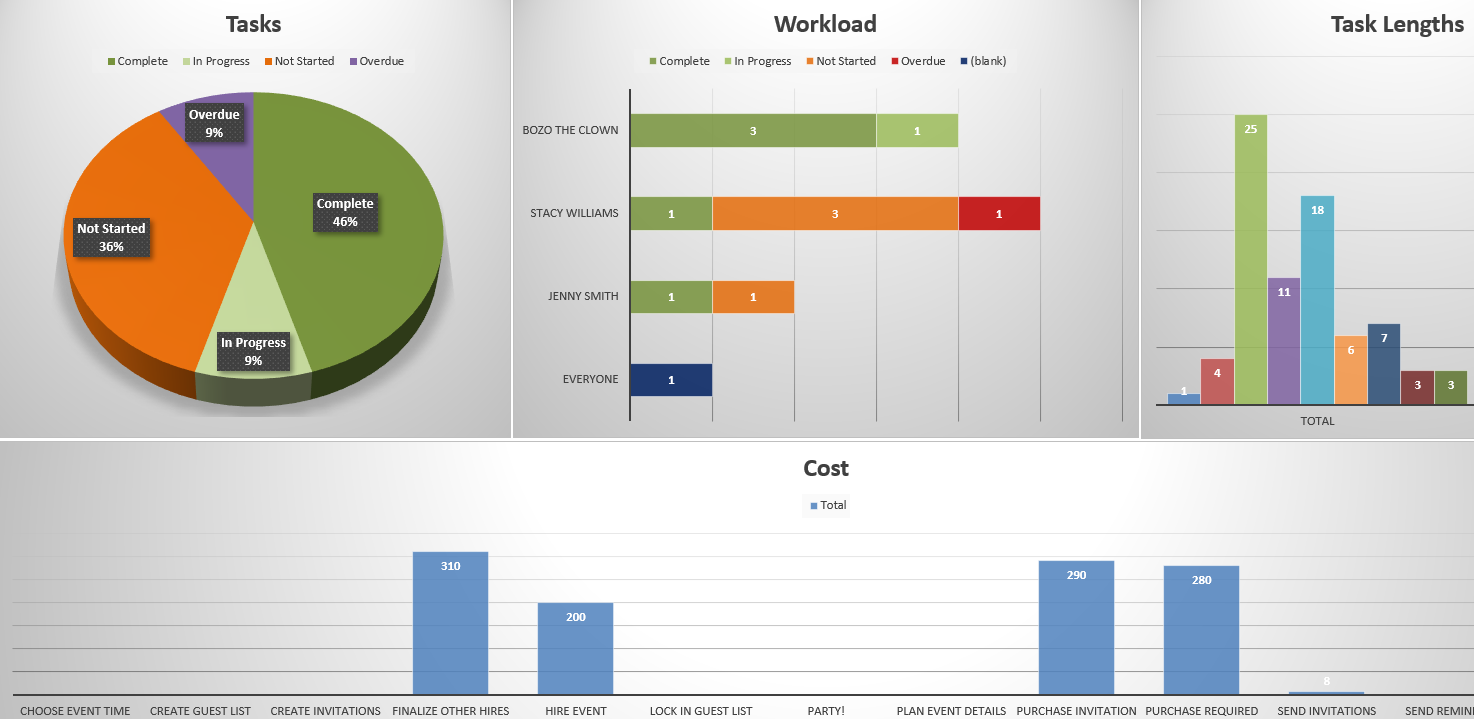 Tasks
Complete In Progress Not Started Overdue
Overdue
9%
Complete
46%
Not Started
36%
In Progress
9%
Workload
Complete In Progress Not Started Overdue (blank)
BOZO THE CLOWN 3 1
STACY WILLIAMS 1 3 1
JENNY SMITH 1 1
EVERYONE 1
Task Lengths
1 4 25 11 18 6 7 3 3
TOTAL
Cost
Total
310 200 290 280 8
CHOOSE EVENT TIME CREATE GUEST LIST CREATE INVITATIONS FINALIZE OTHER HIRES HIRE EVENT LOCK IN GUEST LIST PARTY! PLAN EVENT DETAILS PURCHASE INVITATION PURCHASE REQUIRED SEND INVITATIONS SEND REMIN